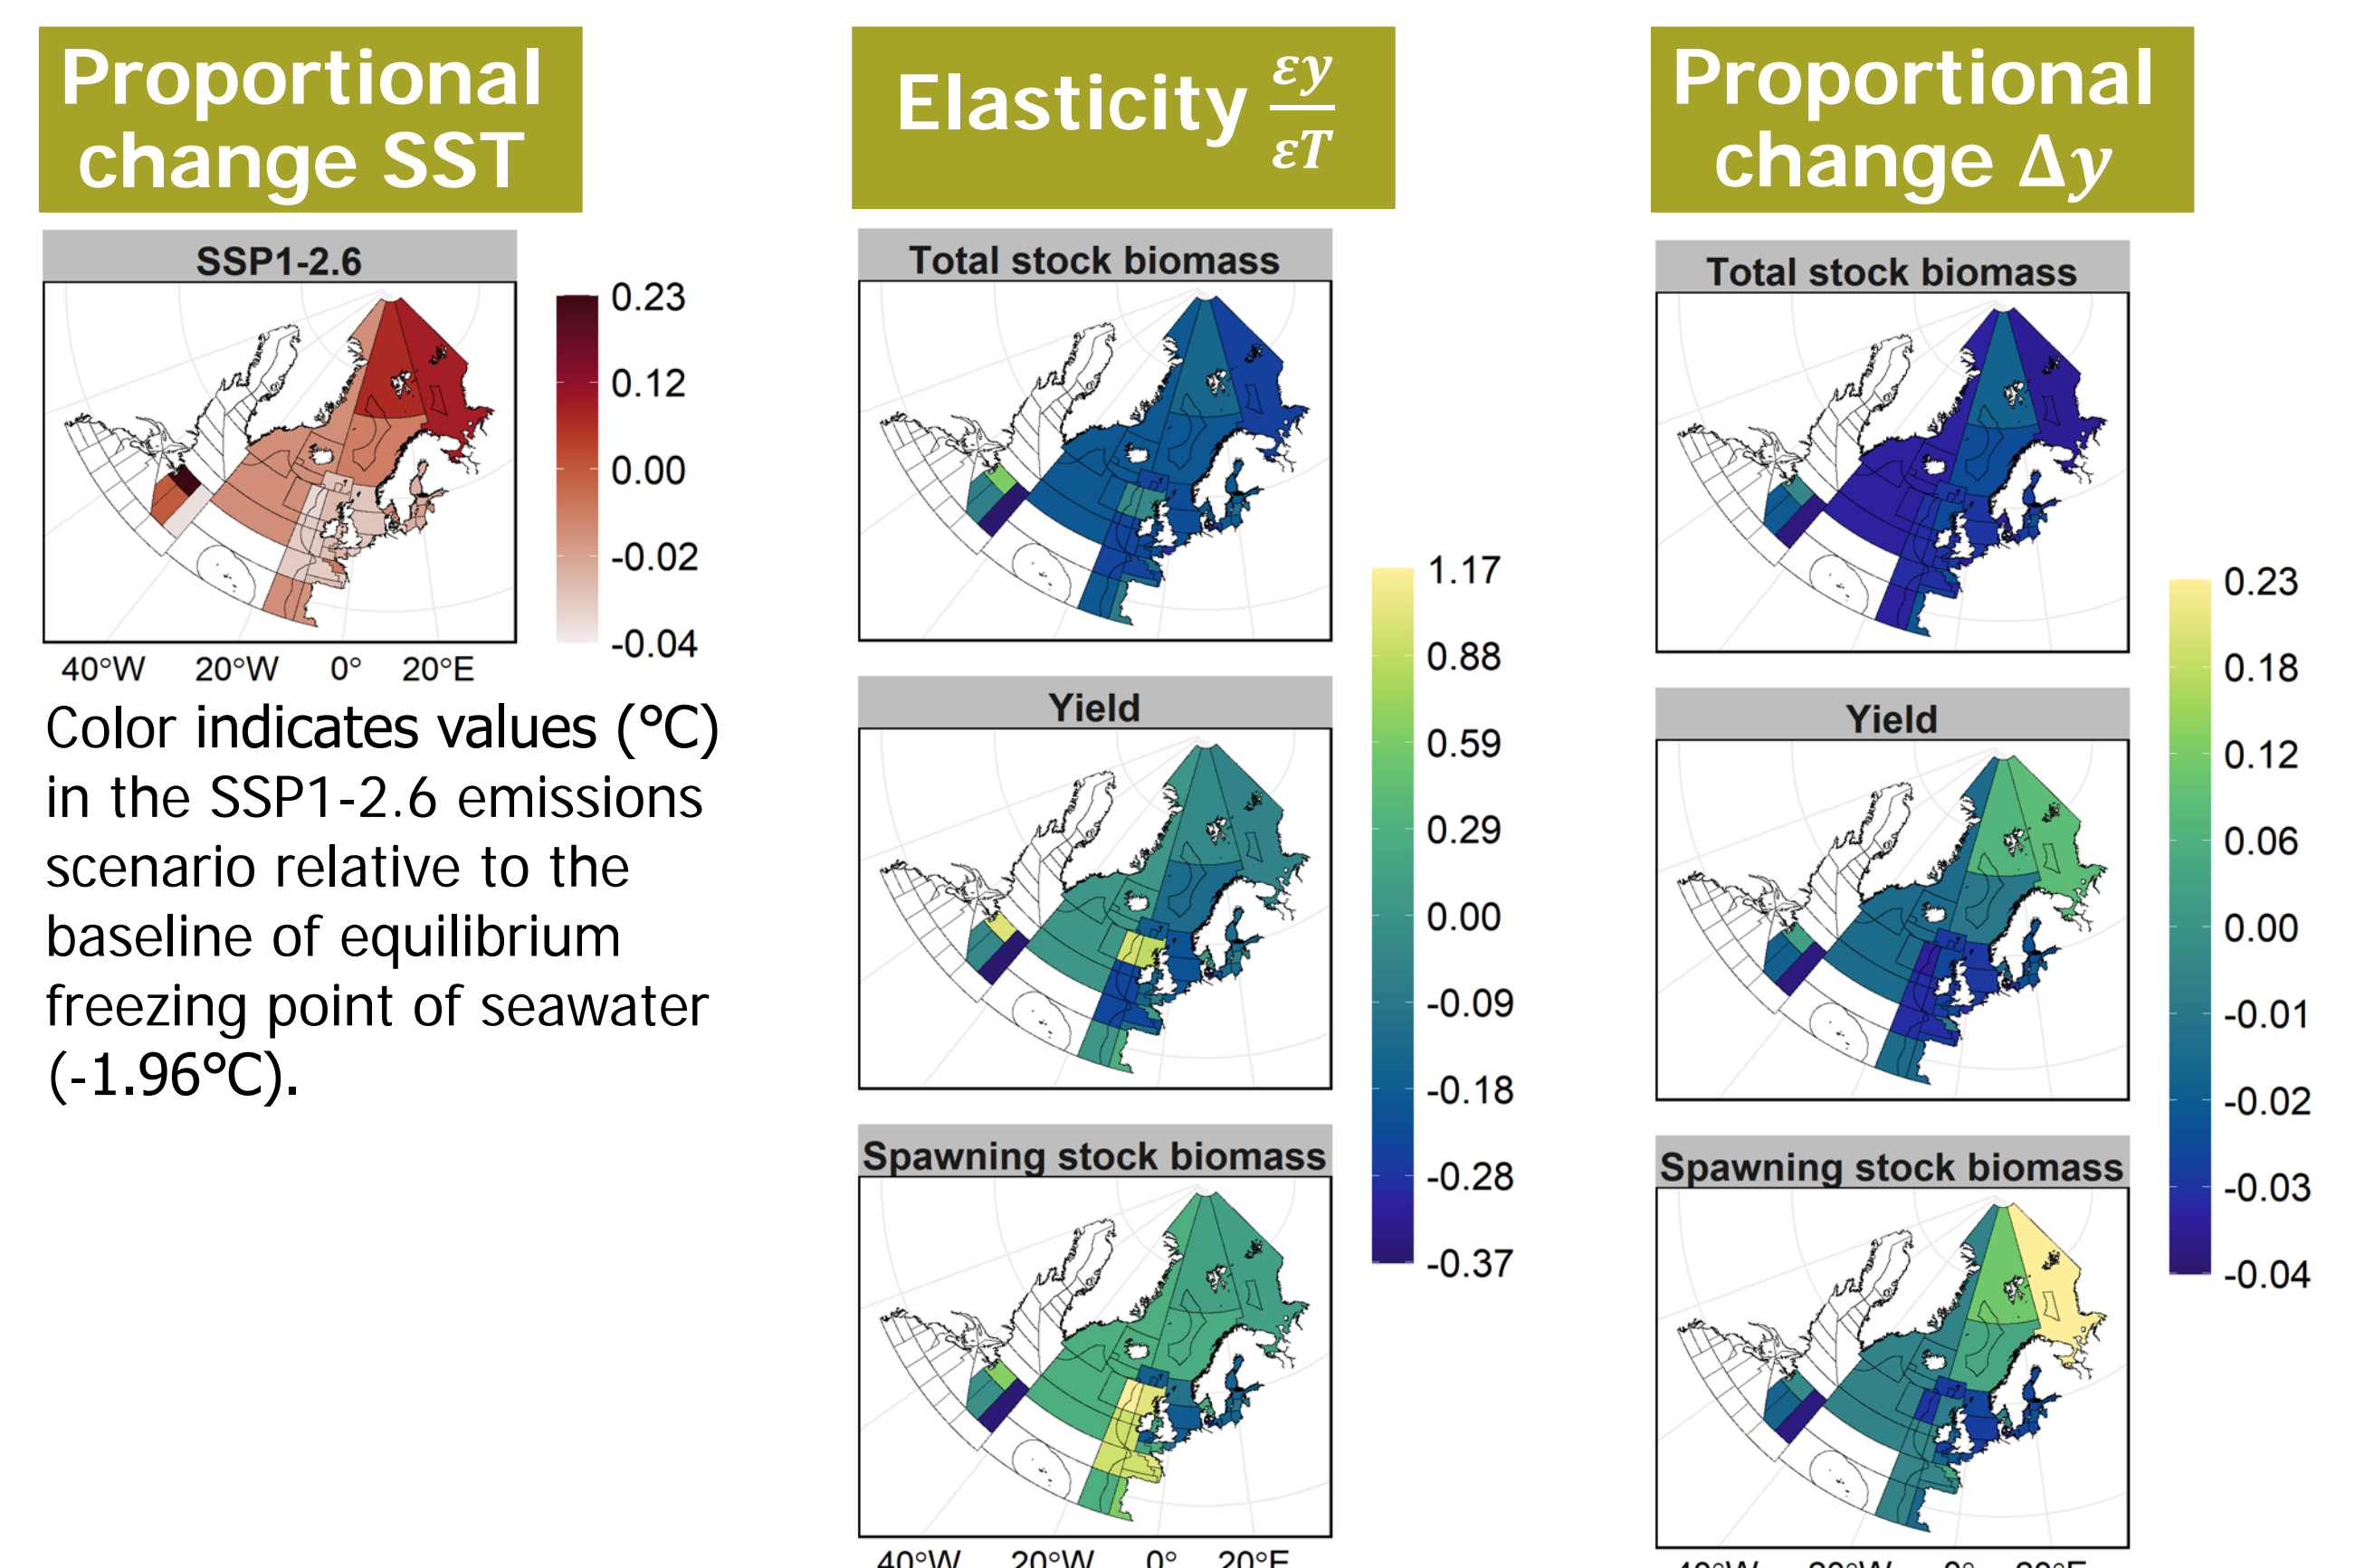 Proportional
change SST
SSP1-2.6
0.23
0.12
0.00
-0.02
-0.04
40°W 20°W 0° 20°E
Color indicates values (°C)
in the SSP1-2.6 emissions
scenario relative to the
baseline of equilibrium
freezing point of seawater
(-1.96°C).
Elasticity εy/εT
Total stock biomass
Yield
Spawning stock biomass
1.17
0.88
0.59
0.29
0.00
-0.09
-0.18
-0.28
-0.37
40°W 20°W 0° 20°E
Proportional
change Δy
Total stock biomass
Yield
Spawning stock biomass
0.23
0.18
0.12
0.06
0.00
-0.01
-0.02
-0.03
-0.04